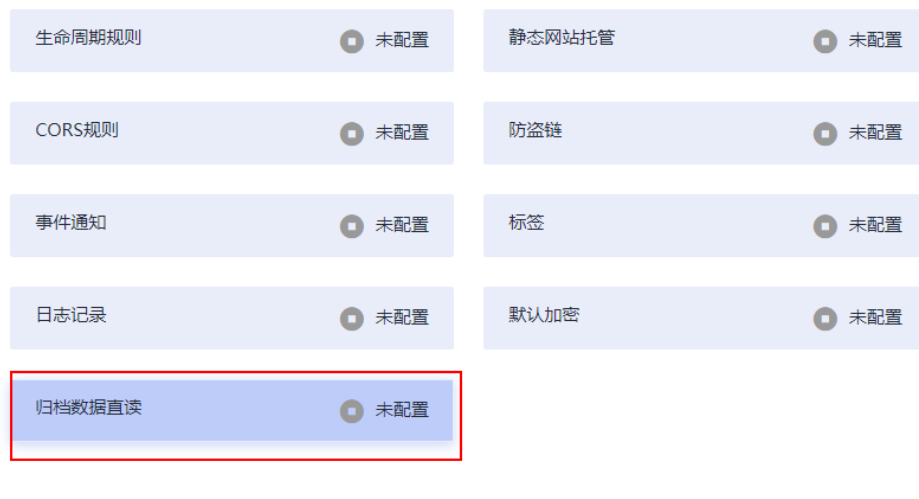 生命周期规则 未配置 静态网站托管 未配置
CORS规则 未配置 防盗链 未配置
事件通知 未配置 标签 未配置
日志记录 未配置 默认加密 未配置
归档数据直读 未配置